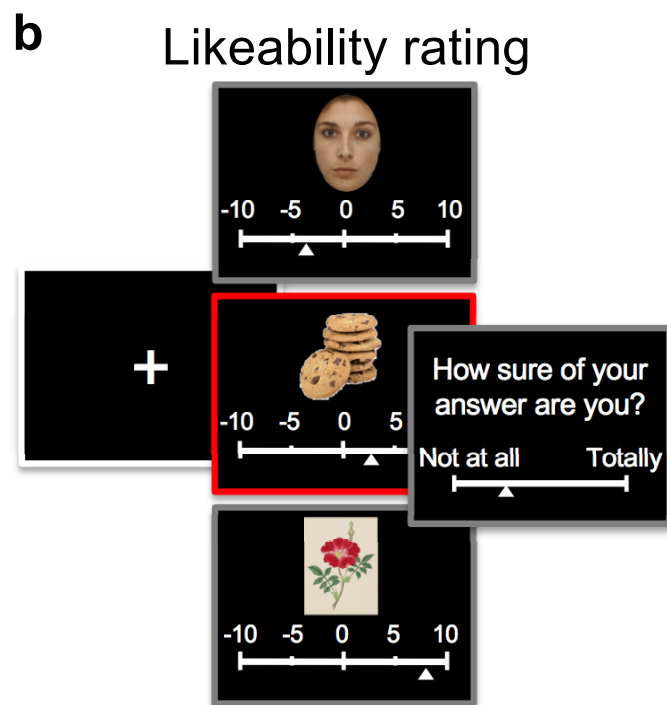 b Likeability rating
-10 -5 0 5 10
+
-10 -5 0 5
How sure of your
answer are you?
Not at all Totally
-10 -5 0 5 10